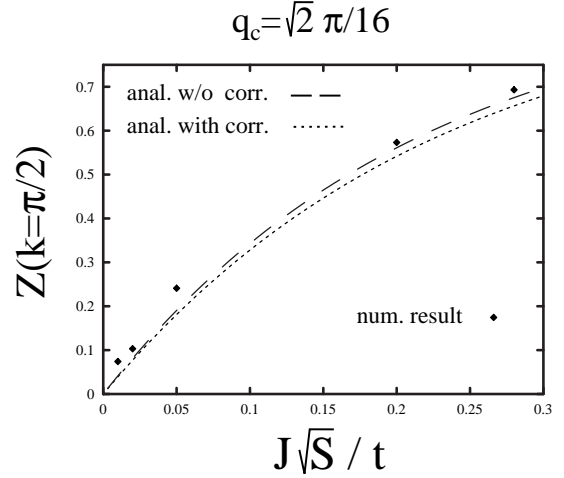 q_c=√2 π/16
0.7
anal. w/o corr.
0.6
anal. with corr.
0.5
0.4
Z(k=π/2)
0.3
0.2
num. result
0.1
0
0 0.05 0.1 0.15 0.2 0.25 0.3
J√S / t